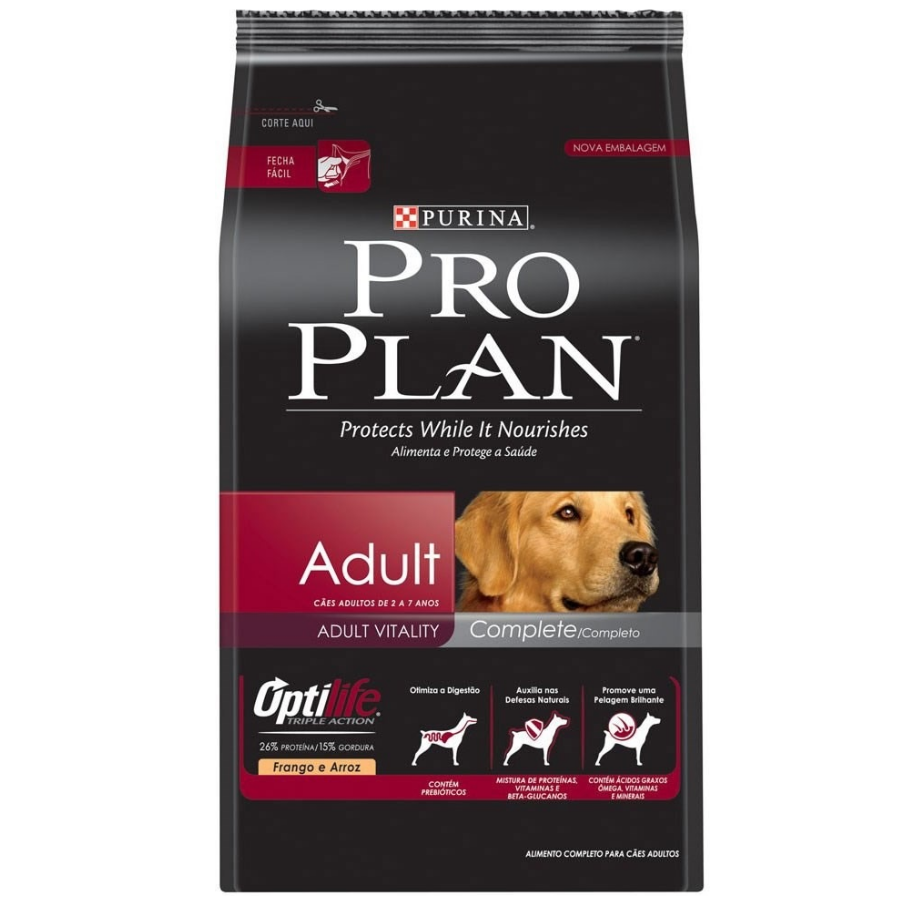 CORTE AQUI
FECHA
FÁCIL
NOVA EMBALAGEM
PURINA®
PRO
PLAN®
Protects While It Nourishes
Alimenta e Protege a Saúde
Adult
CÃES ADULTOS DE 2 A 7 ANOS
ADULT VITALITY
Complete/Completo
Optilife®
TRIPLE ACTION
26% PROTEÍNA/15% GORDURA
Frango e Arroz
Otimiza a Digestão
CONTÉM
PREBIÓTICOS
Auxilia nas
Defesas Naturais
MISTURA DE PROTEÍNAS,
VITAMINAS E
BETA-GLUCANOS
Promove uma
Pelagem Brilhante
CONTÉM ÁCIDOS GRAXOS
ÔMEGA, VITAMINAS
E MINERAIS
ALIMENTO COMPLETO PARA CÃES ADULTOS